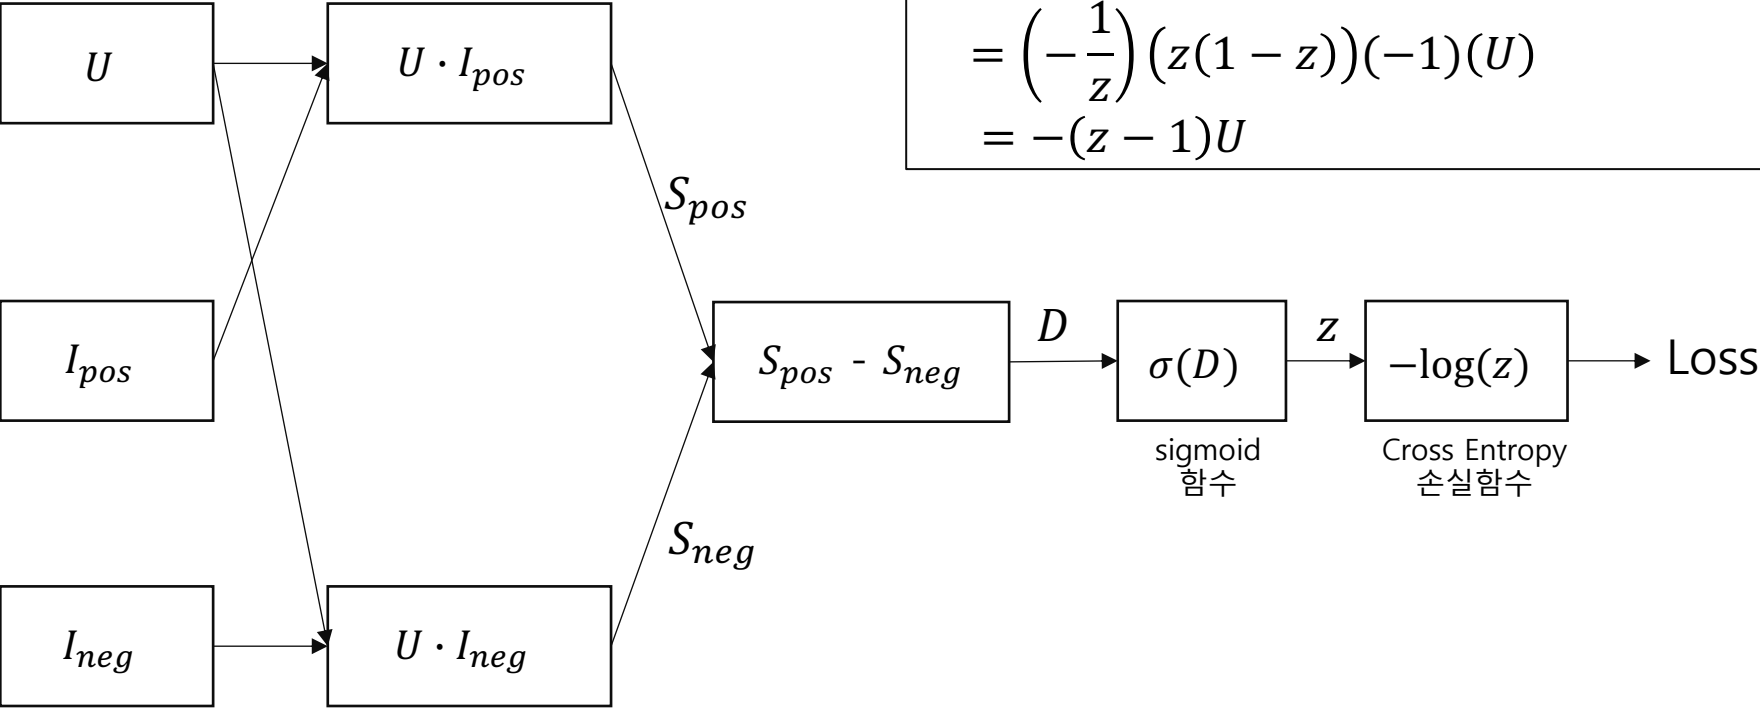 = (−1/z)(z(1 − z))(−1)(U)
= −(z − 1)U
U
U · I_pos
S_pos
I_pos
S_pos - S_neg
D
σ(D)
z
−log(z)
Loss
sigmoid
함수
Cross Entropy
손실함수
S_neg
I_neg
U · I_neg